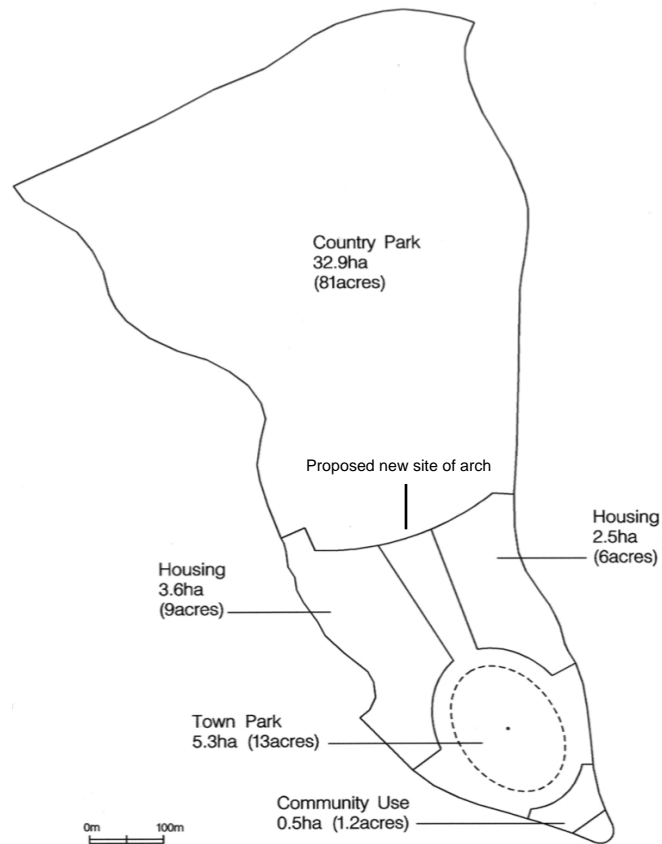 Country Park
32.9ha
(81acres)
Proposed new site of arch
Housing
2.5ha
(6acres)
Housing
3.6ha
(9acres)
Town Park
5.3ha (13acres)
Community Use
0.5ha (1.2acres)
0m 100m